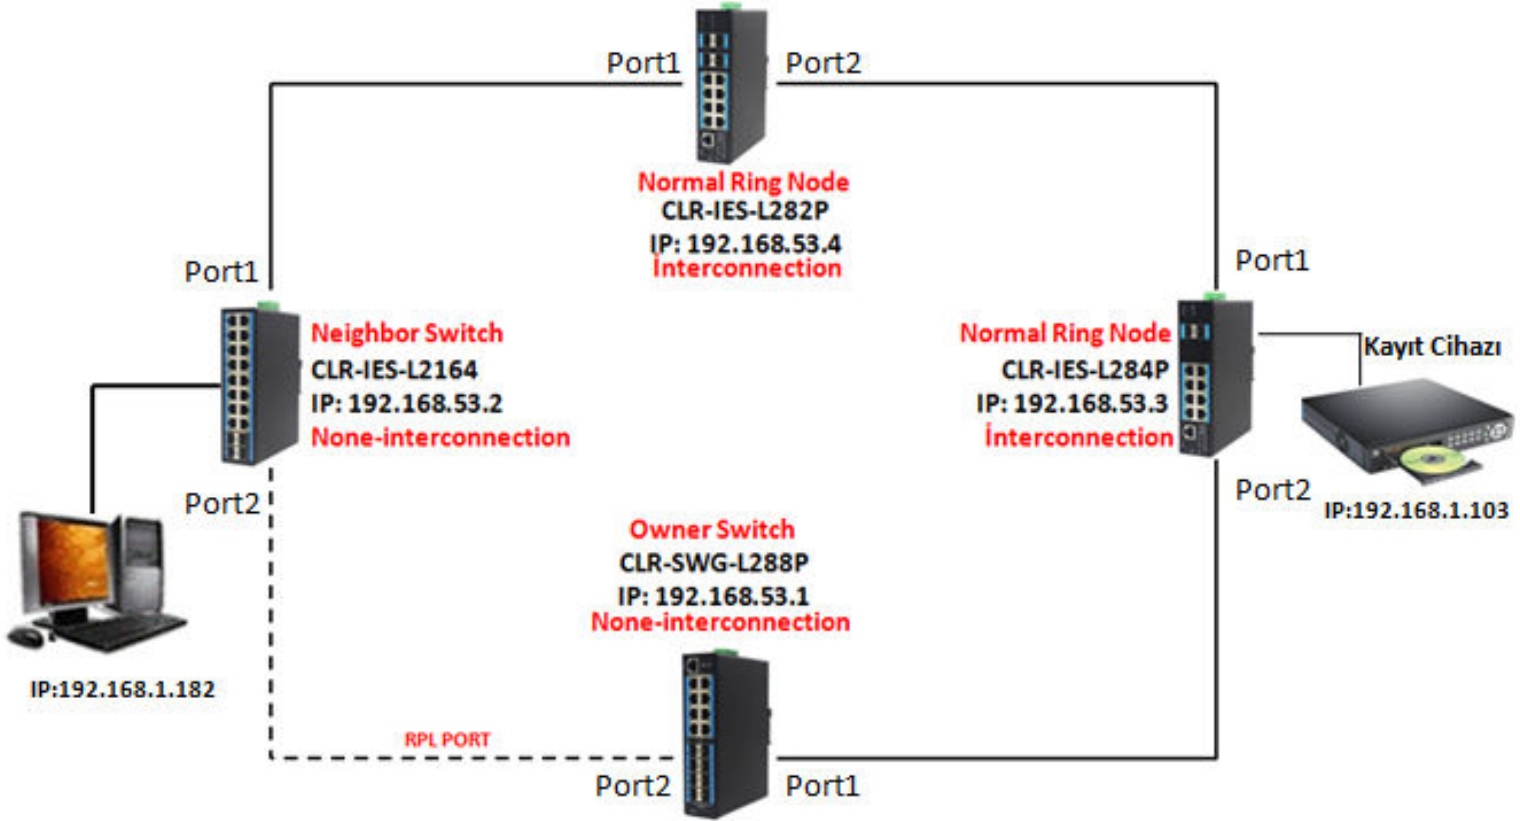 Port1
Port2
Normal Ring Node
CLR-IES-L282P
IP: 192.168.53.4
İnterconnection
Port1
Neighbor Switch
CLR-IES-L2164
IP: 192.168.53.2
None-interconnection
Port2
IP:192.168.1.182
Port1
Normal Ring Node
CLR-IES-L284P
IP: 192.168.53.3
İnterconnection
Port2
Kayıt Cihazı
IP:192.168.1.103
Owner Switch
CLR-SWG-L288P
IP: 192.168.53.1
None-interconnection
RPL PORT
Port2
Port1